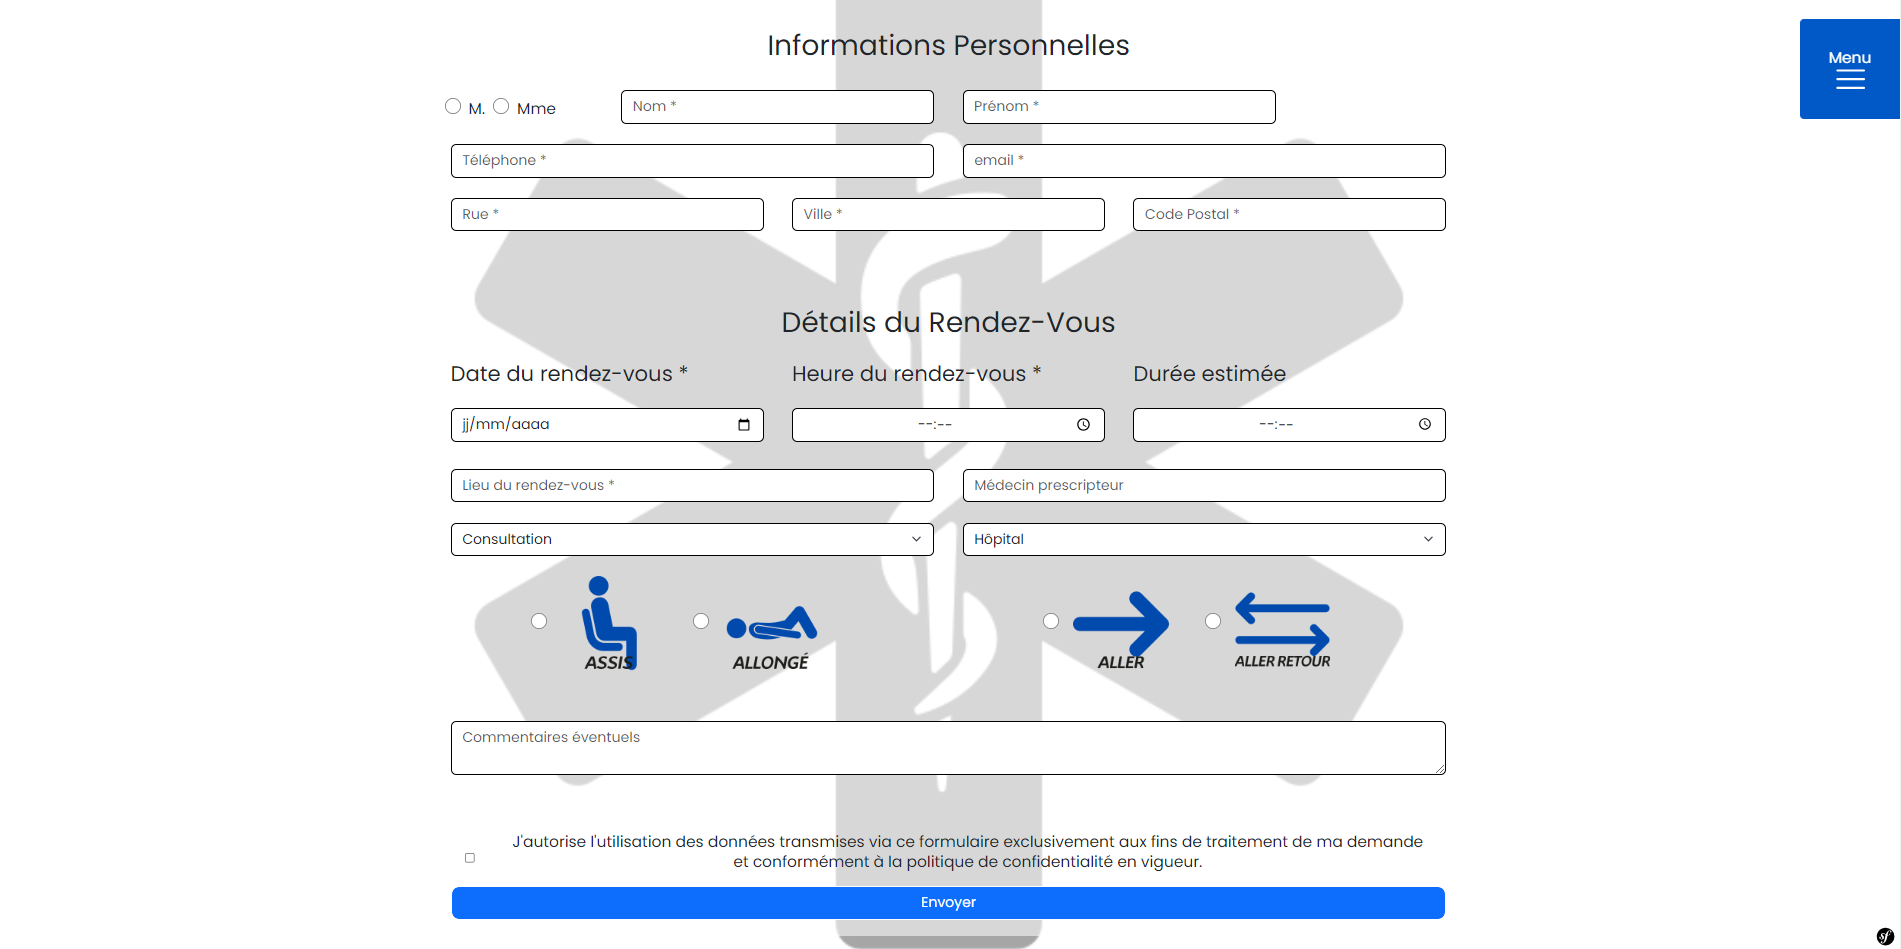 Menu
Informations Personnelles
M. Mme Nom * Prénom *
Téléphone * email *
Rue * Ville * Code Postal *
Détails du Rendez-Vous
Date du rendez-vous * Heure du rendez-vous * Durée estimée
jj/mm/aaaa --:-- --:--
Lieu du rendez-vous * Médecin prescripteur
Consultation Hôpital
ASSIS ALLONGÉ ALLER ALLER RETOUR
Commentaires éventuels
J'autorise l'utilisation des données transmises via ce formulaire exclusivement aux fins de traitement de ma demande
et conformément à la politique de confidentialité en vigueur.
Envoyer
sf